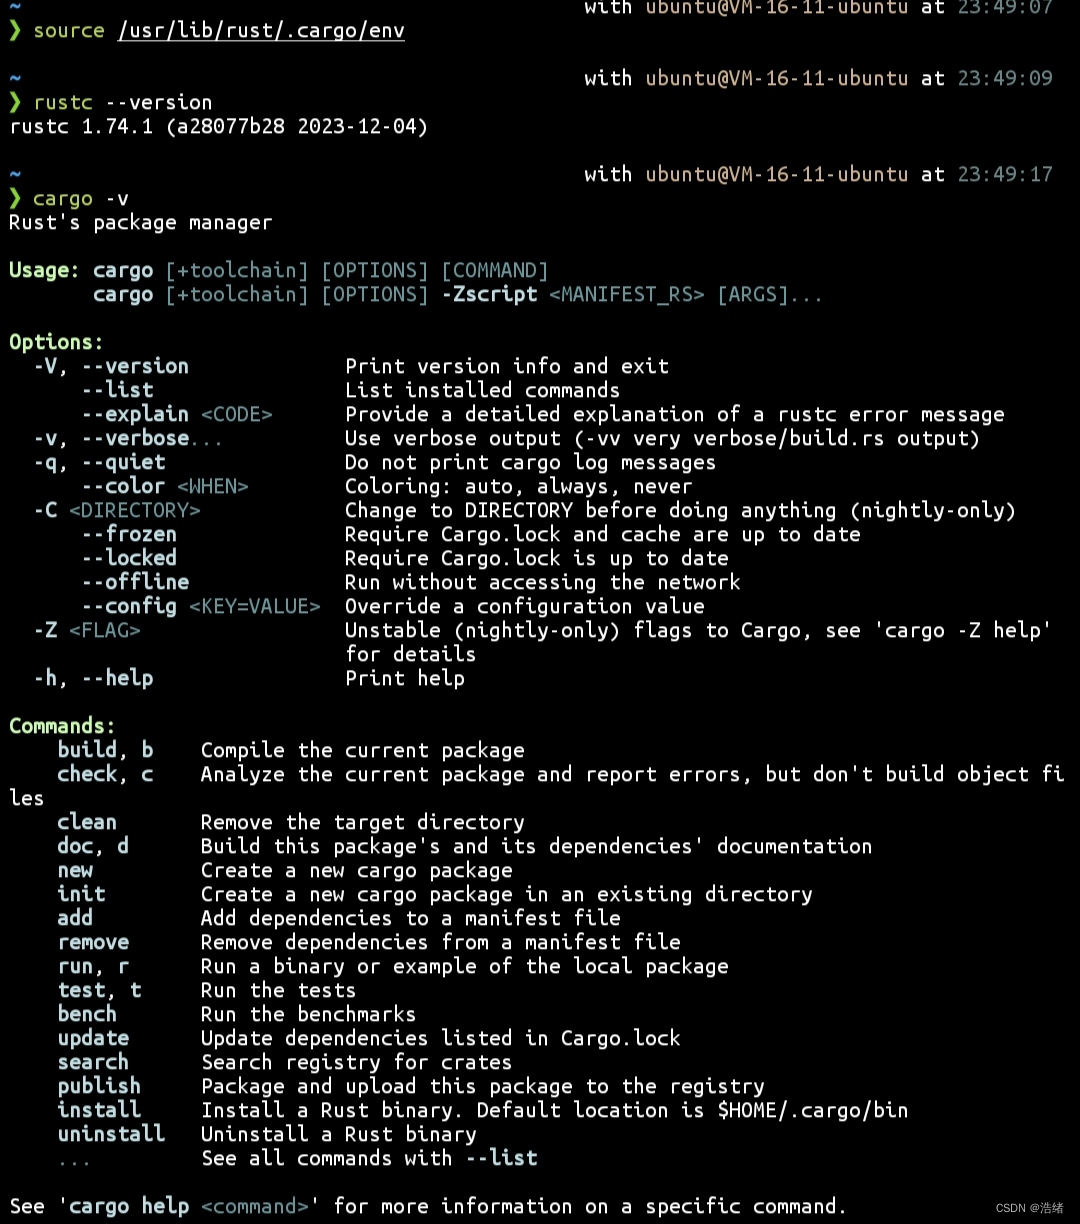 ~ with ubuntu@VM-16-11-ubuntu at 23:49:07
❯ source /usr/lib/rust/.cargo/env
~ with ubuntu@VM-16-11-ubuntu at 23:49:09
❯ rustc --version
rustc 1.74.1 (a28077b28 2023-12-04)
~ with ubuntu@VM-16-11-ubuntu at 23:49:17
❯ cargo -v
Rust's package manager
Usage: cargo [+toolchain] [OPTIONS] [COMMAND]
cargo [+toolchain] [OPTIONS] -Zscript <MANIFEST_RS> [ARGS]...
Options:
-V, --version Print version info and exit
--list List installed commands
--explain <CODE> Provide a detailed explanation of a rustc error message
-v, --verbose... Use verbose output (-vv very verbose/build.rs output)
-q, --quiet Do not print cargo log messages
--color <WHEN> Coloring: auto, always, never
-C <DIRECTORY> Change to DIRECTORY before doing anything (nightly-only)
--frozen Require Cargo.lock and cache are up to date
--locked Require Cargo.lock is up to date
--offline Run without accessing the network
--config <KEY=VALUE> Override a configuration value
-Z <FLAG> Unstable (nightly-only) flags to Cargo, see 'cargo -Z help'
for details
-h, --help Print help
Commands:
build, b Compile the current package
check, c Analyze the current package and report errors, but don't build object fi
les
clean Remove the target directory
doc, d Build this package's and its dependencies' documentation
new Create a new cargo package
init Create a new cargo package in an existing directory
add Add dependencies to a manifest file
remove Remove dependencies from a manifest file
run, r Run a binary or example of the local package
test, t Run the tests
bench Run the benchmarks
update Update dependencies listed in Cargo.lock
search Search registry for crates
publish Package and upload this package to the registry
install Install a Rust binary. Default location is $HOME/.cargo/bin
uninstall Uninstall a Rust binary
... See all commands with --list
See 'cargo help <command>' for more information on a specific command.
CSDN @浩绪